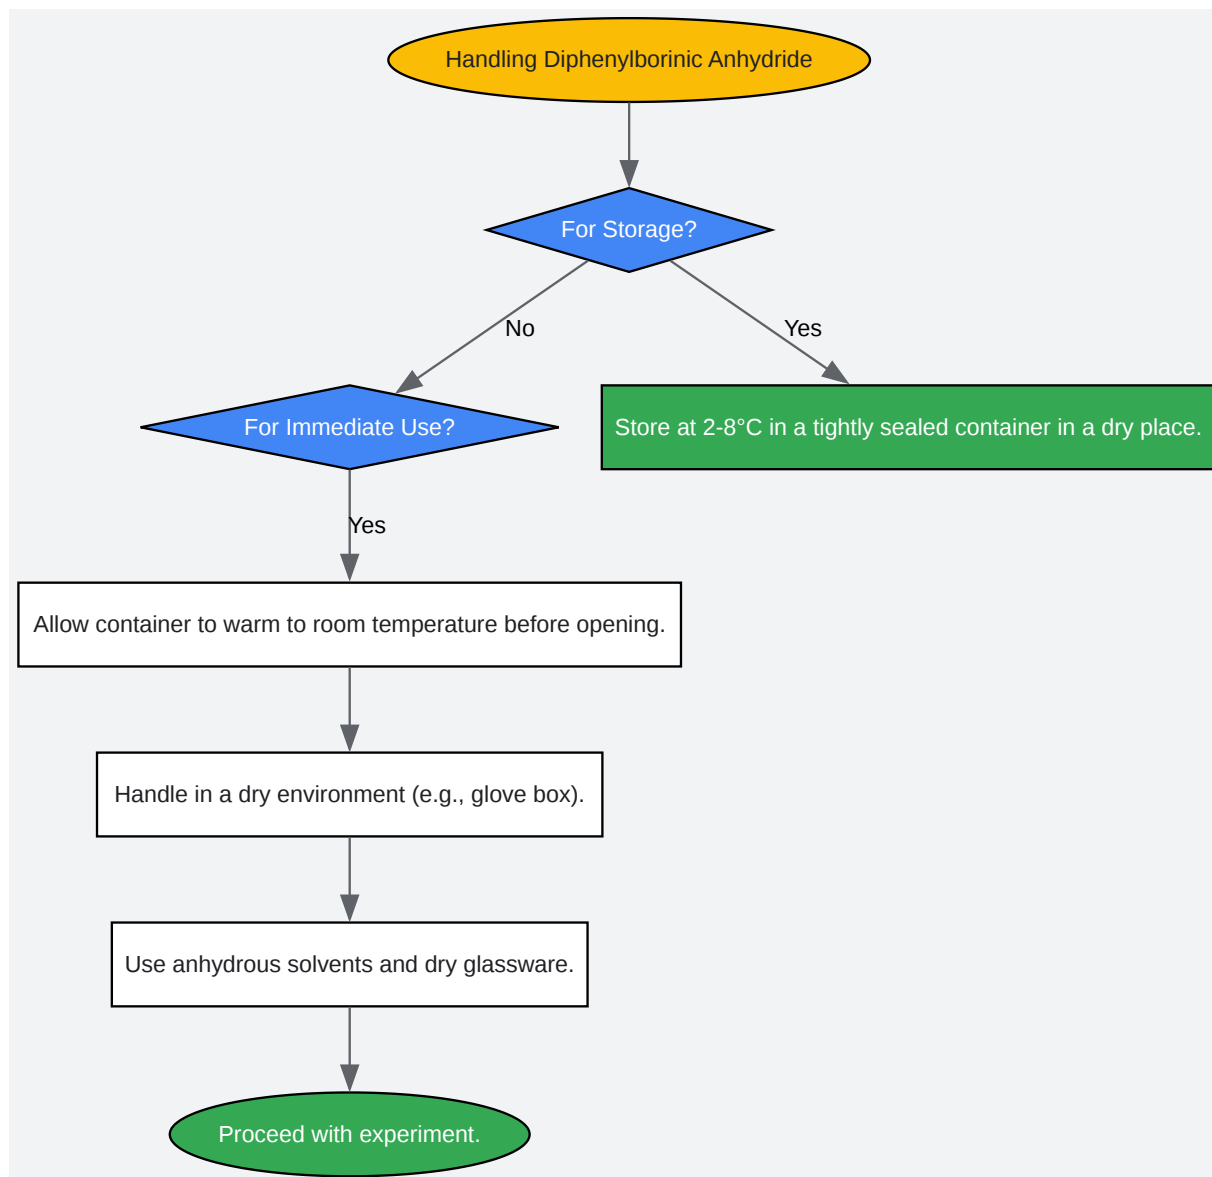 Handling Diphenylborinic Anhydride
For Storage?
No
Yes
For Immediate Use?
Store at 2-8°C in a tightly sealed container in a dry place.
Yes
Allow container to warm to room temperature before opening.
Handle in a dry environment (e.g., glove box).
Use anhydrous solvents and dry glassware.
Proceed with experiment.